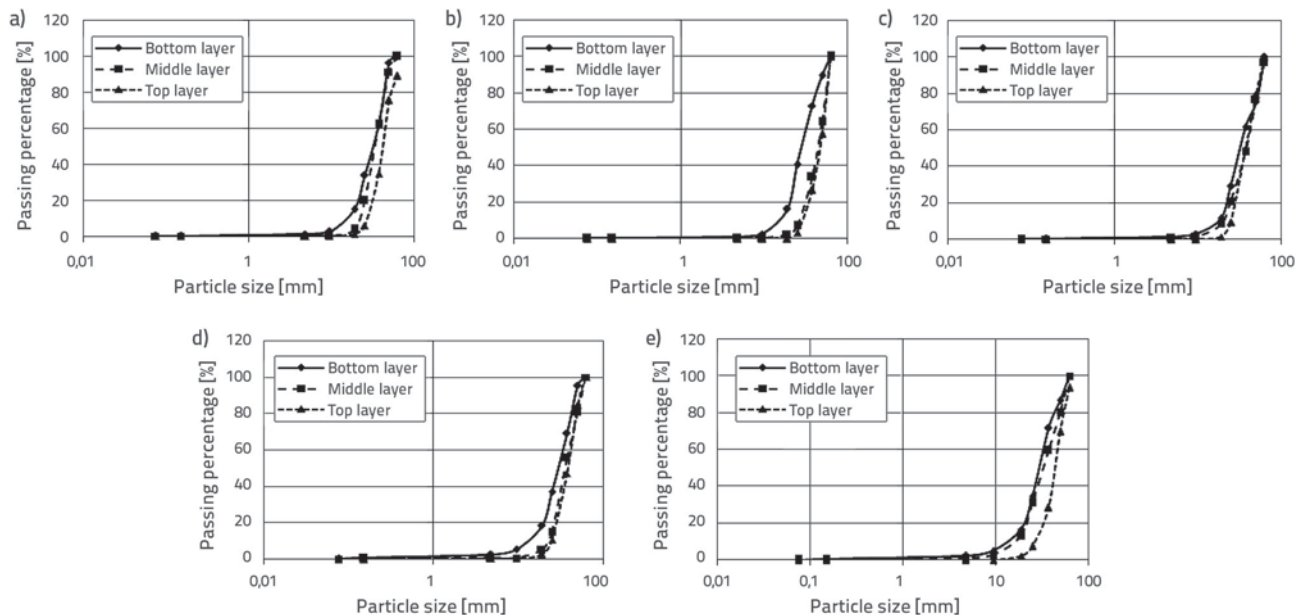 a)
Passing percentage [%]
120
100
80
60
40
20
0
Bottom layer
Middle layer
Top layer
0,01
1
100
Particle size [mm]
b)
Passing percentage [%]
120
100
80
60
40
20
0
Bottom layer
Middle layer
Top layer
0,01
1
100
Particle size [mm]
c)
Passing percentage [%]
120
100
80
60
40
20
0
Bottom layer
Middle layer
Top layer
0,01
1
100
Particle size [mm]
d)
Passing percentage [%]
120
100
80
60
40
20
0
Bottom layer
Middle layer
Top layer
0,01
1
100
Particle size [mm]
e)
Passing percentage [%]
120
100
80
60
40
20
0
Bottom layer
Middle layer
Top layer
0,01
0,1
1
10
100
Particle size [mm]